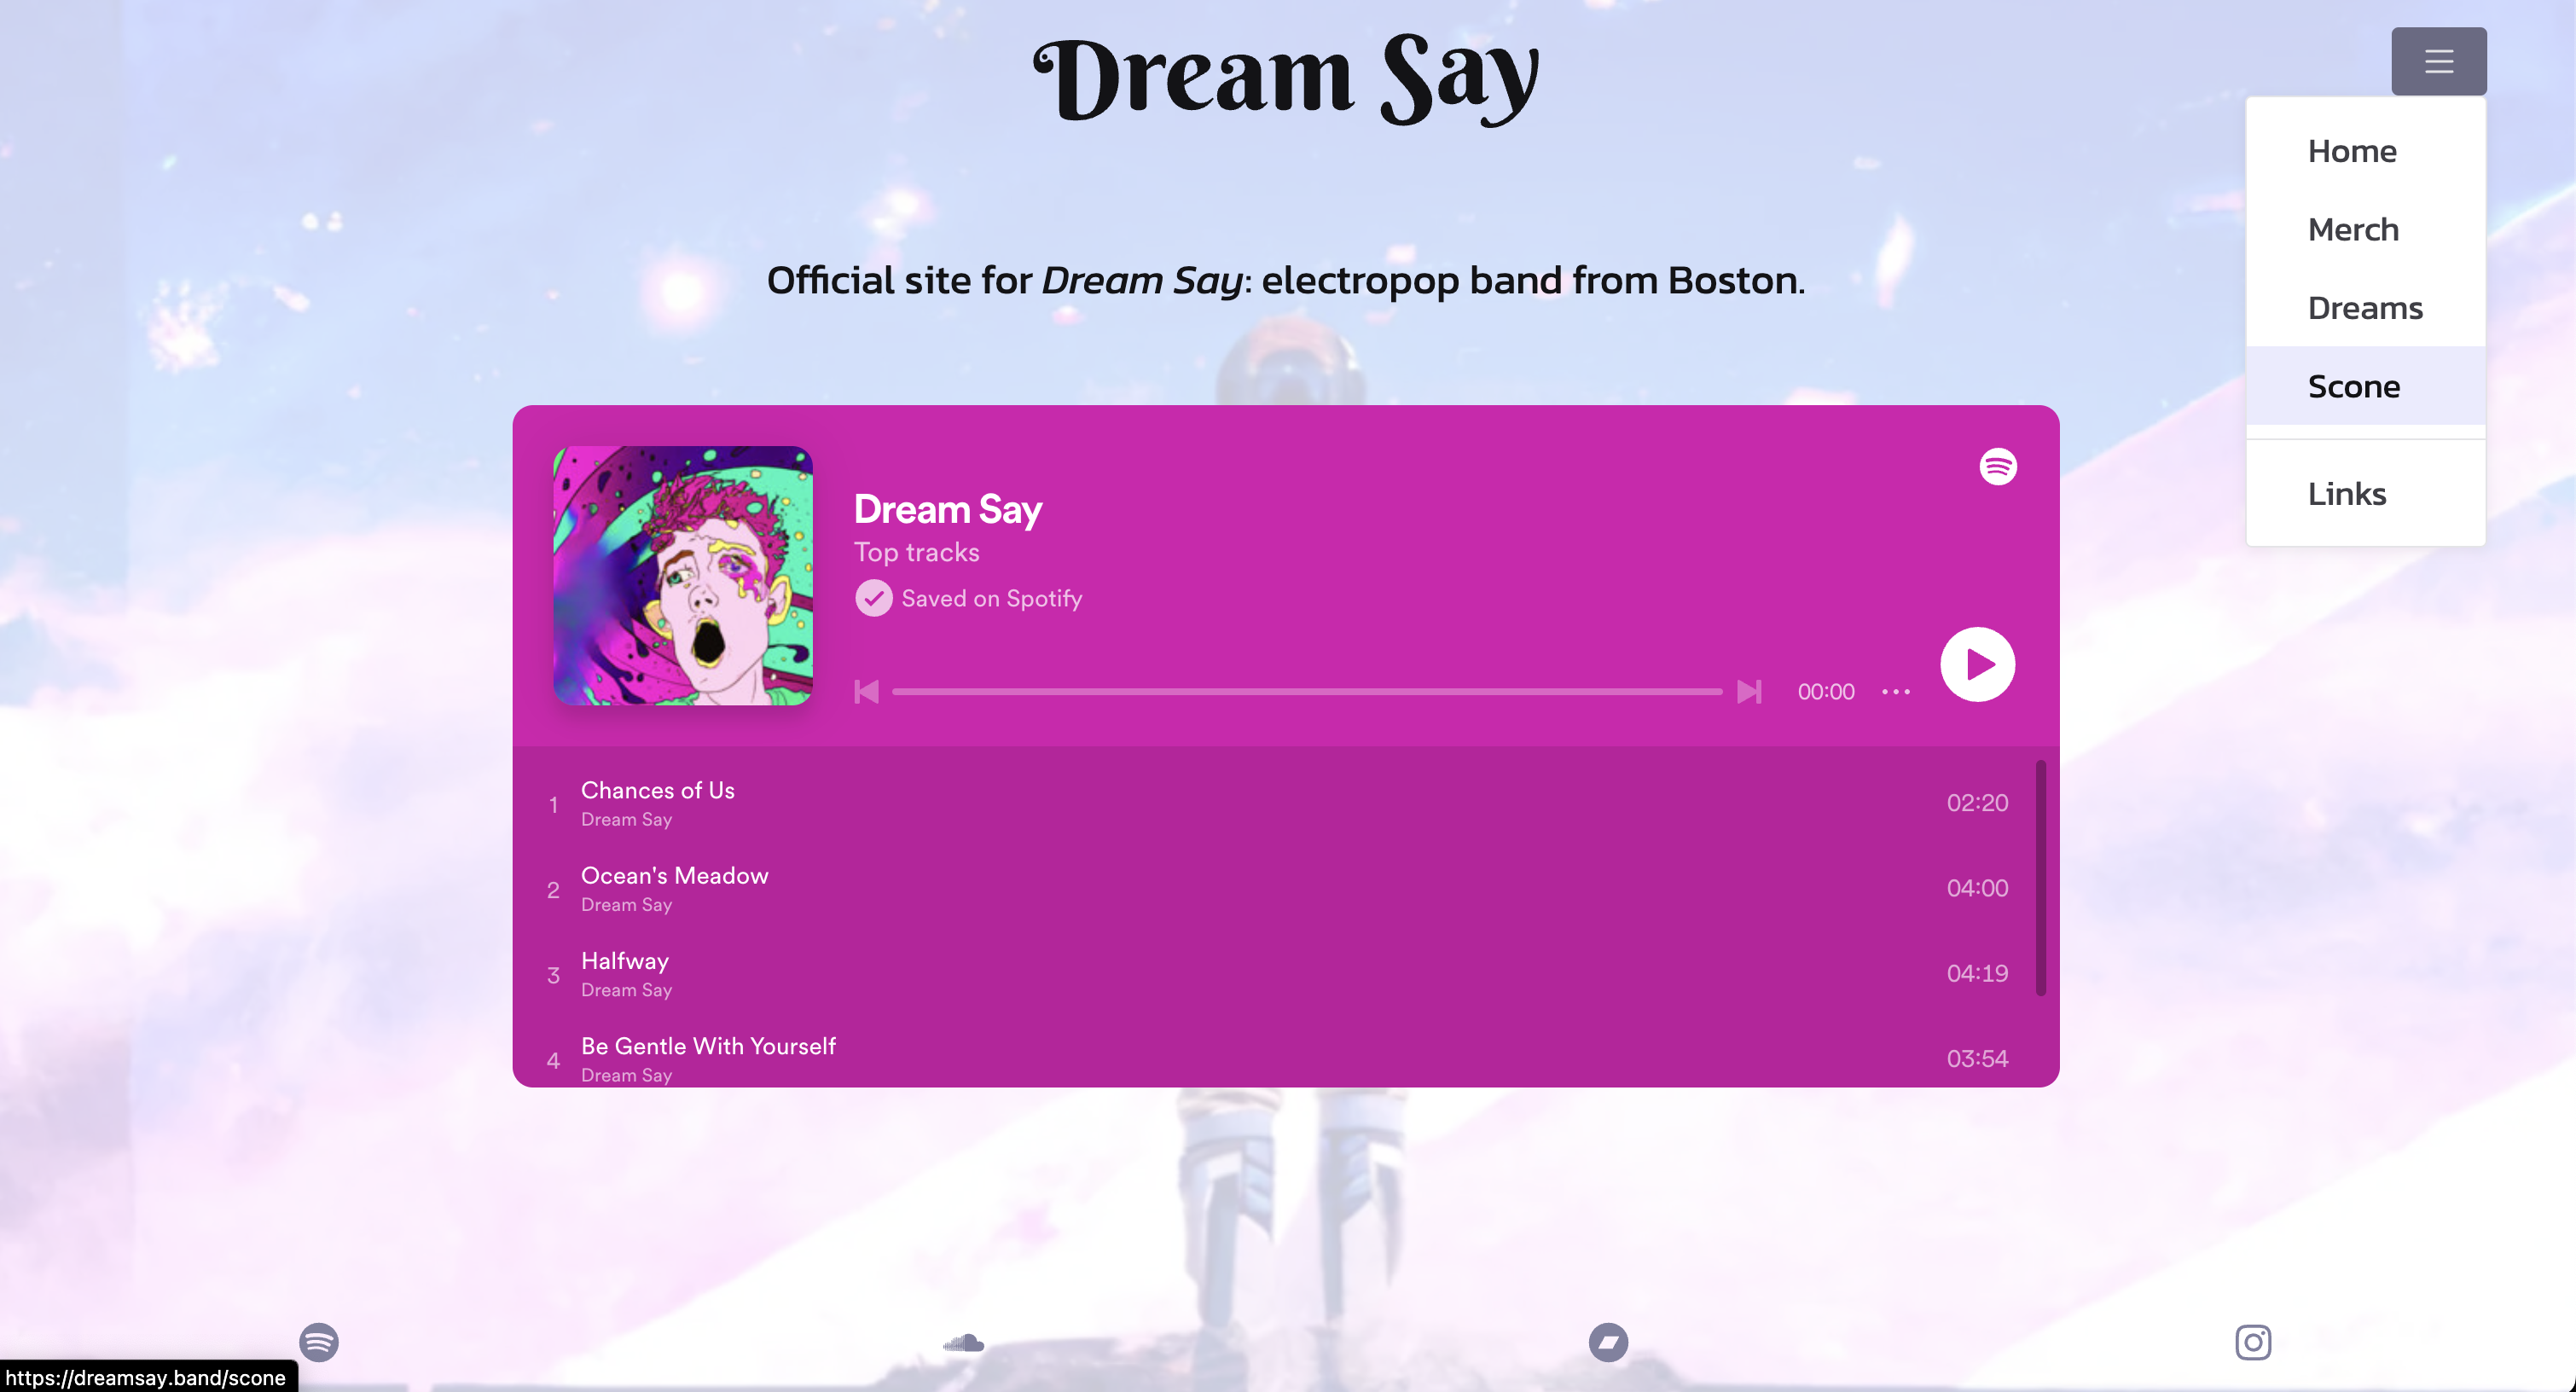 Dream Say
Home
Merch
Dreams
Scone
Links
Official site for Dream Say: electropop band from Boston.
Dream Say
Top tracks
Saved on Spotify
00:00
1 Chances of Us 02:20
Dream Say
2 Ocean's Meadow 04:00
Dream Say
3 Halfway 04:19
Dream Say
4 Be Gentle With Yourself 03:54
Dream Say
https://dreamsay.band/scone